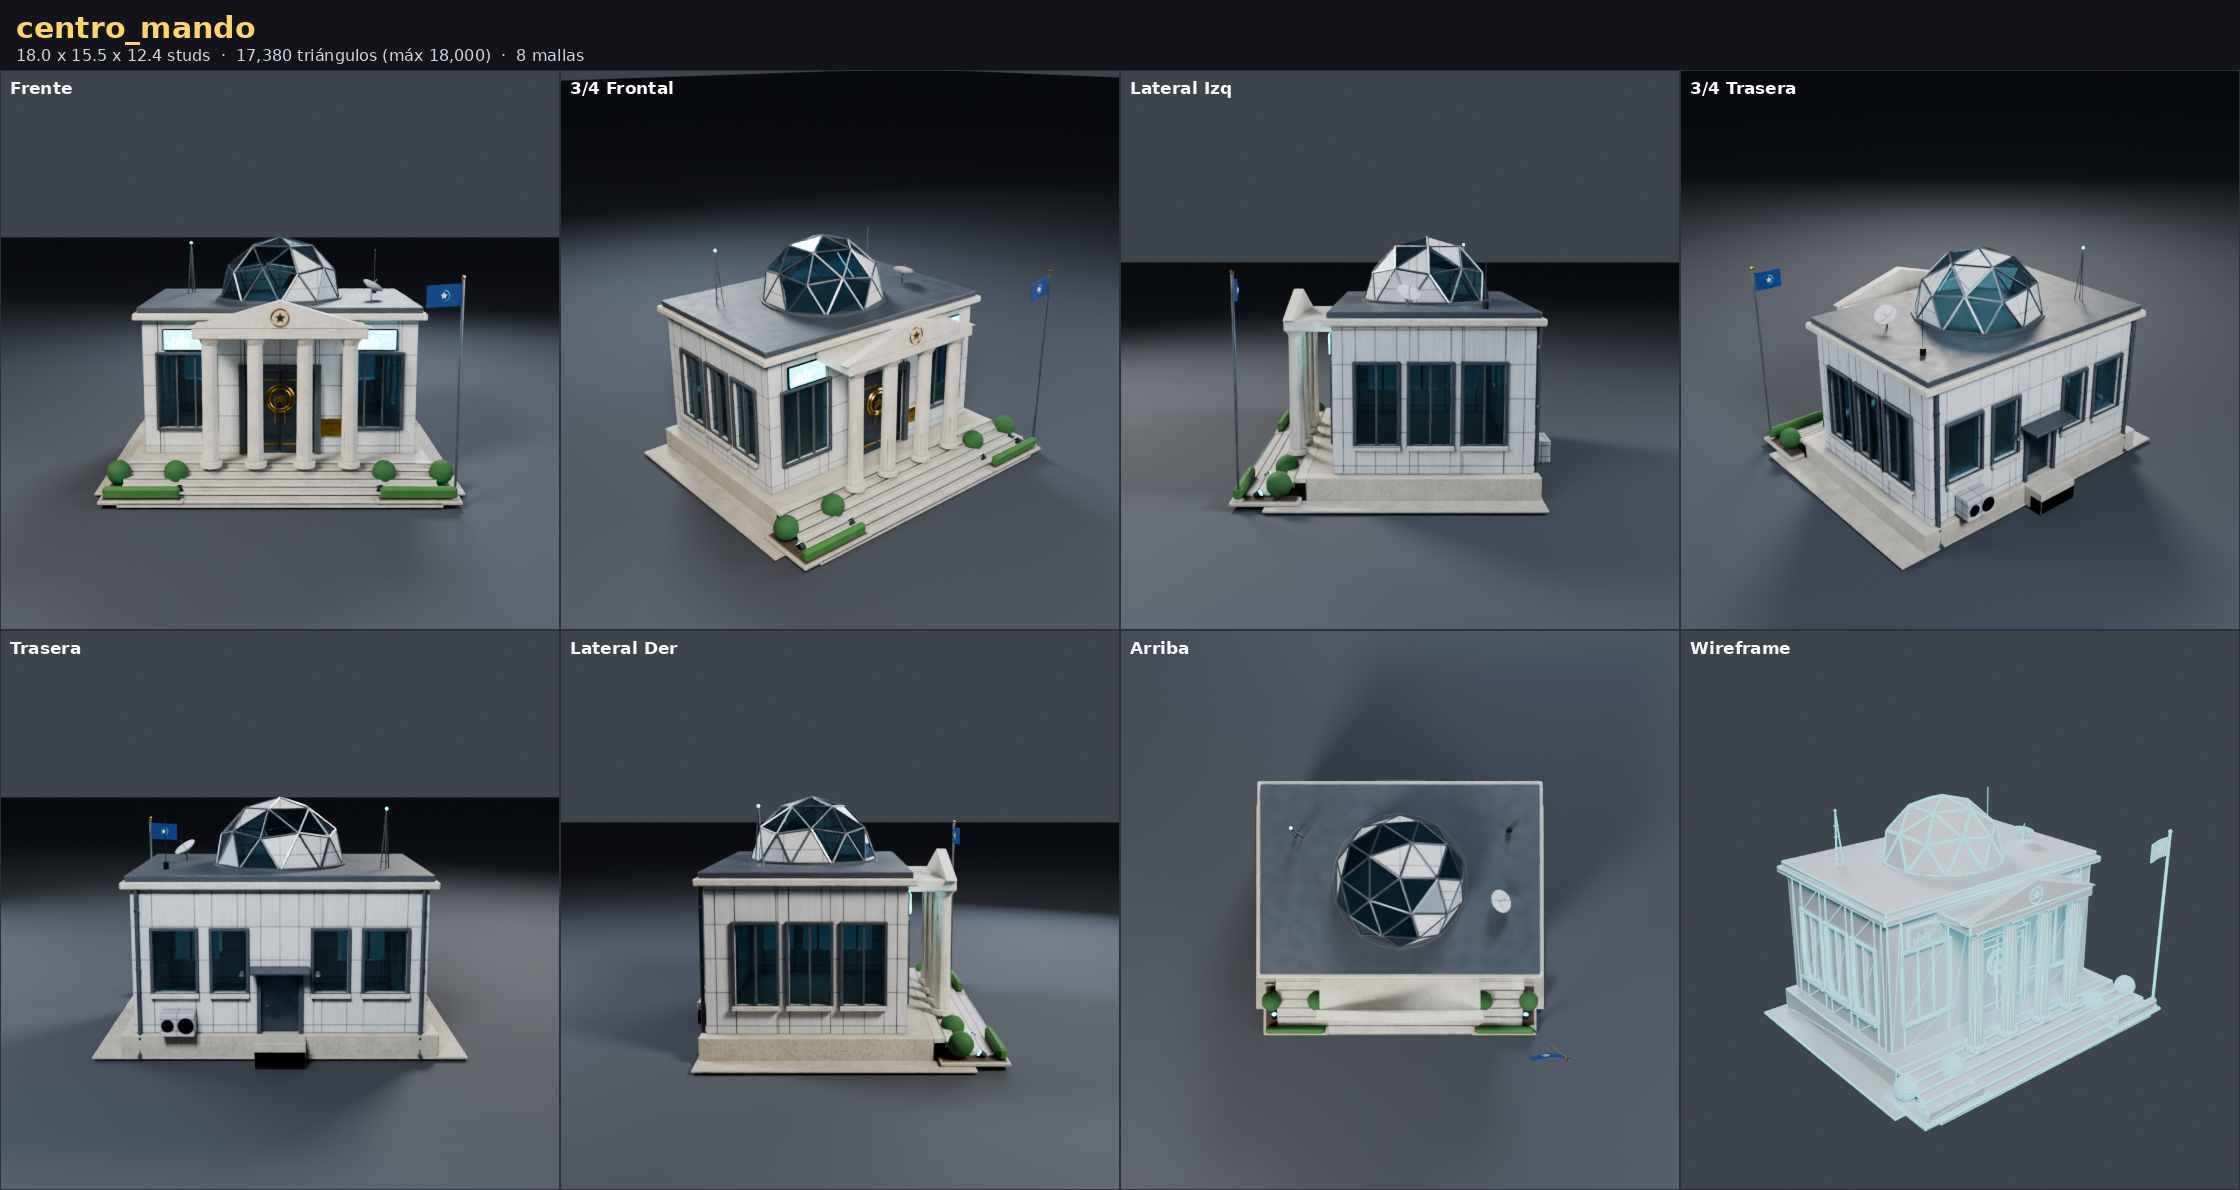 centro_mando
18.0 x 15.5 x 12.4 studs · 17,380 triángulos (máx 18,000) · 8 mallas
Frente
3/4 Frontal
Lateral Izq
3/4 Trasera
Trasera
Lateral Der
Arriba
Wireframe